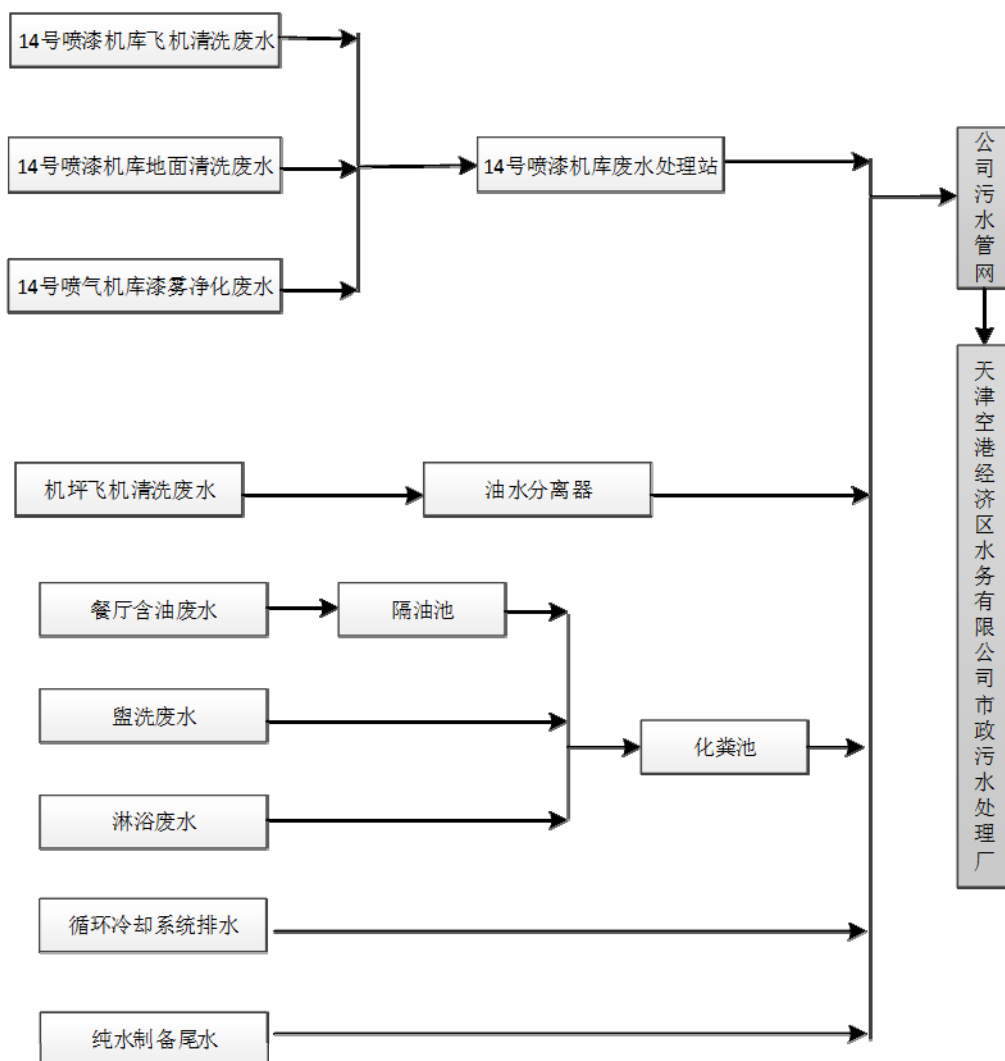 14号喷漆机库飞机清洗废水
14号喷漆机库地面清洗废水
14号喷漆机库废水处理站
14号喷气机库漆雾净化废水
公司污水管网
机坪飞机清洗废水
油水分离器
天津空港经济区水务有限公司市政污水处理厂
餐厅含油废水
隔油池
盥洗废水
化粪池
淋浴废水
循环冷却系统排水
纯水制备尾水